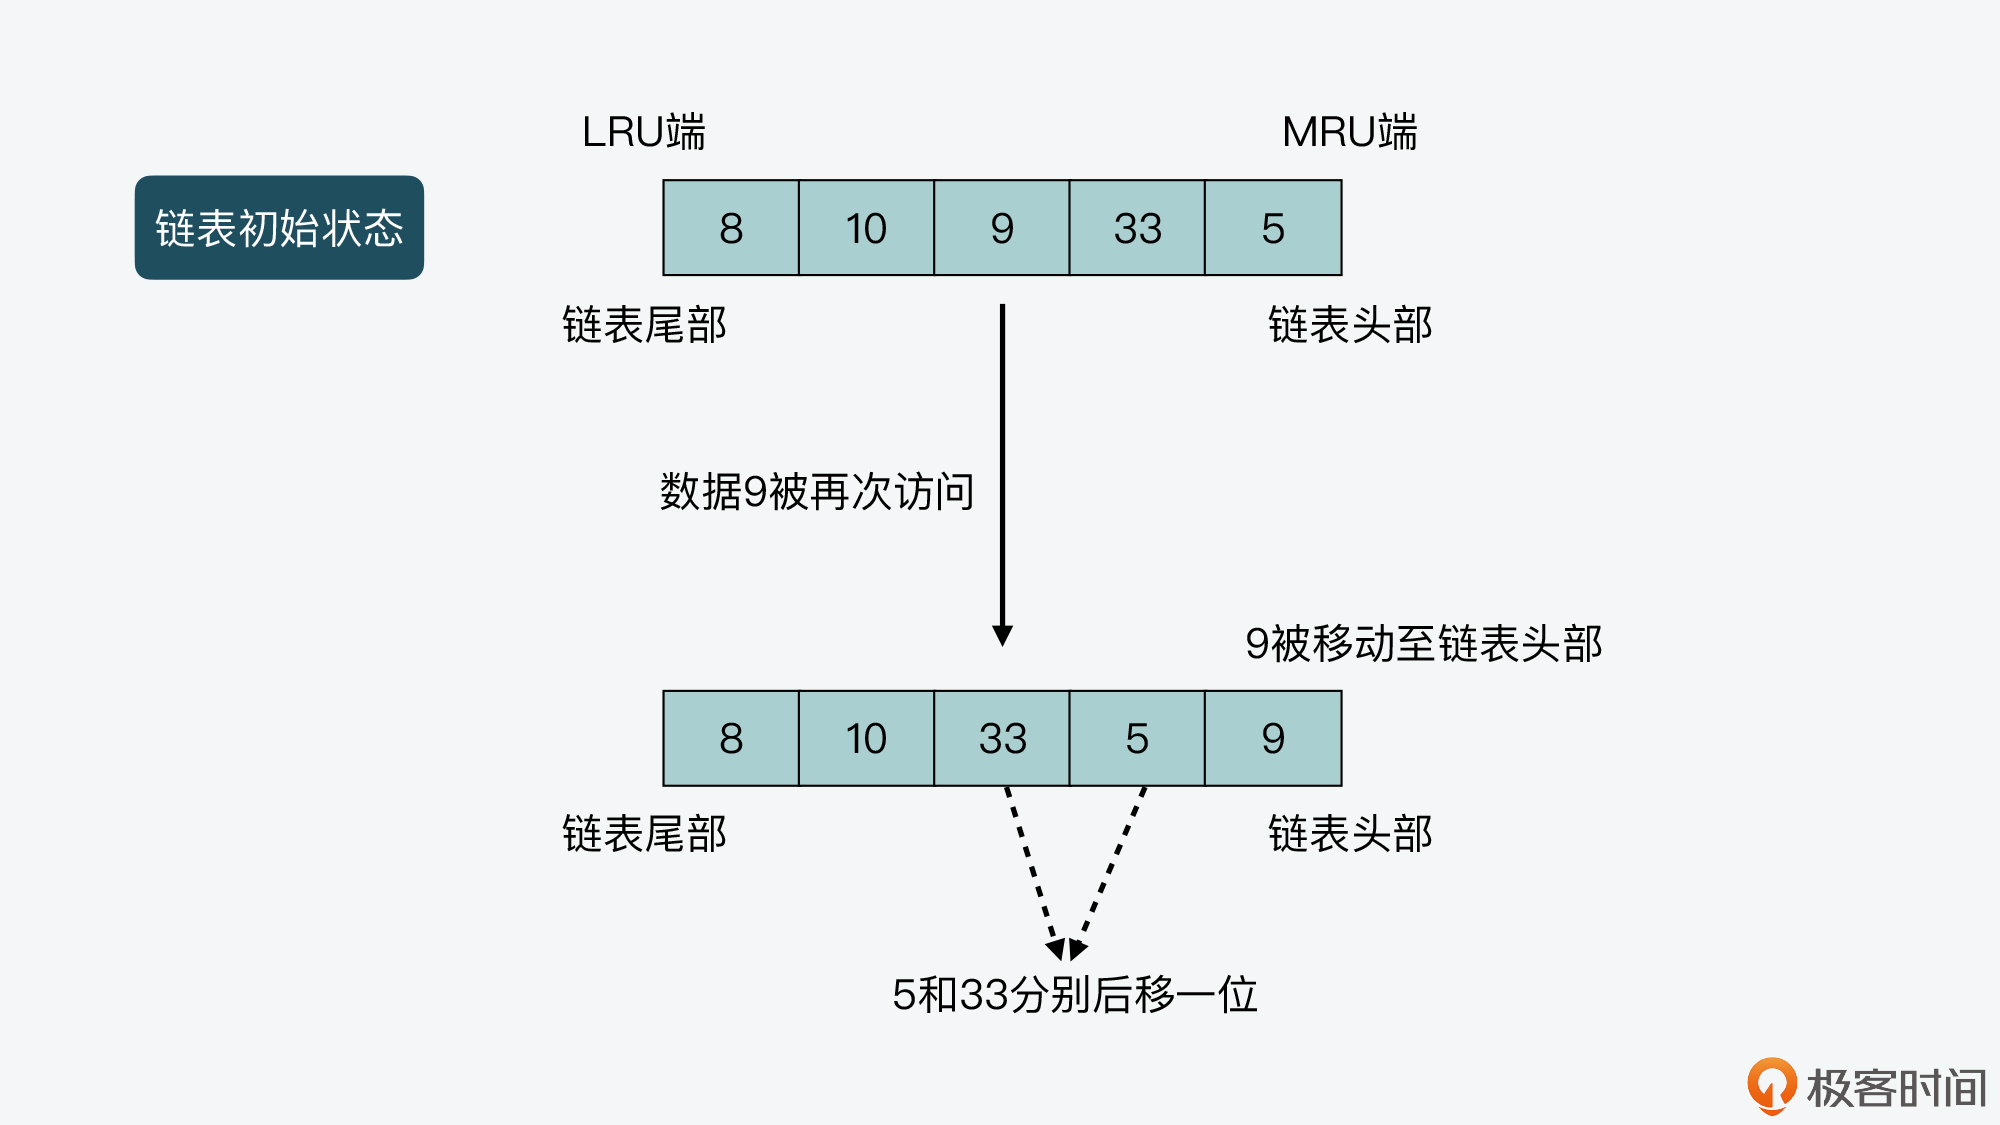 LRU端
MRU端
链表初始状态
8 10 9 33 5
链表尾部
链表头部
数据9被再次访问
9被移动至链表头部
8 10 33 5 9
链表尾部
链表头部
5和33分别后移一位
极客时间